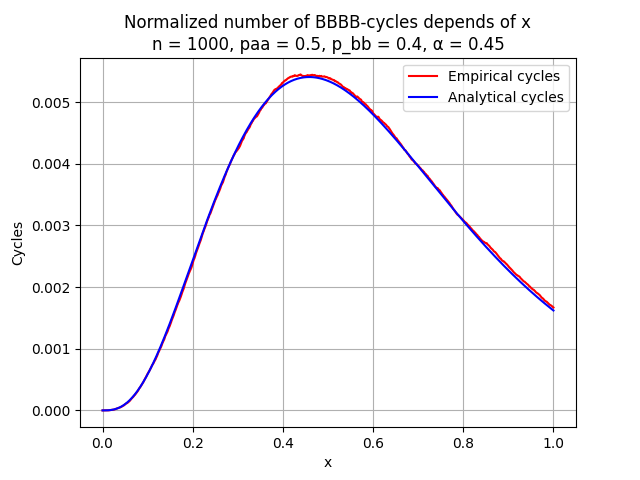 Normalized number of BBBB-cycles depends of x
n = 1000, paa = 0.5, p_bb = 0.4, α = 0.45
Empirical cycles
Analytical cycles
0.005
0.004
0.003
0.002
0.001
0.000
Cycles
0.0 0.2 0.4 0.6 0.8 1.0
x